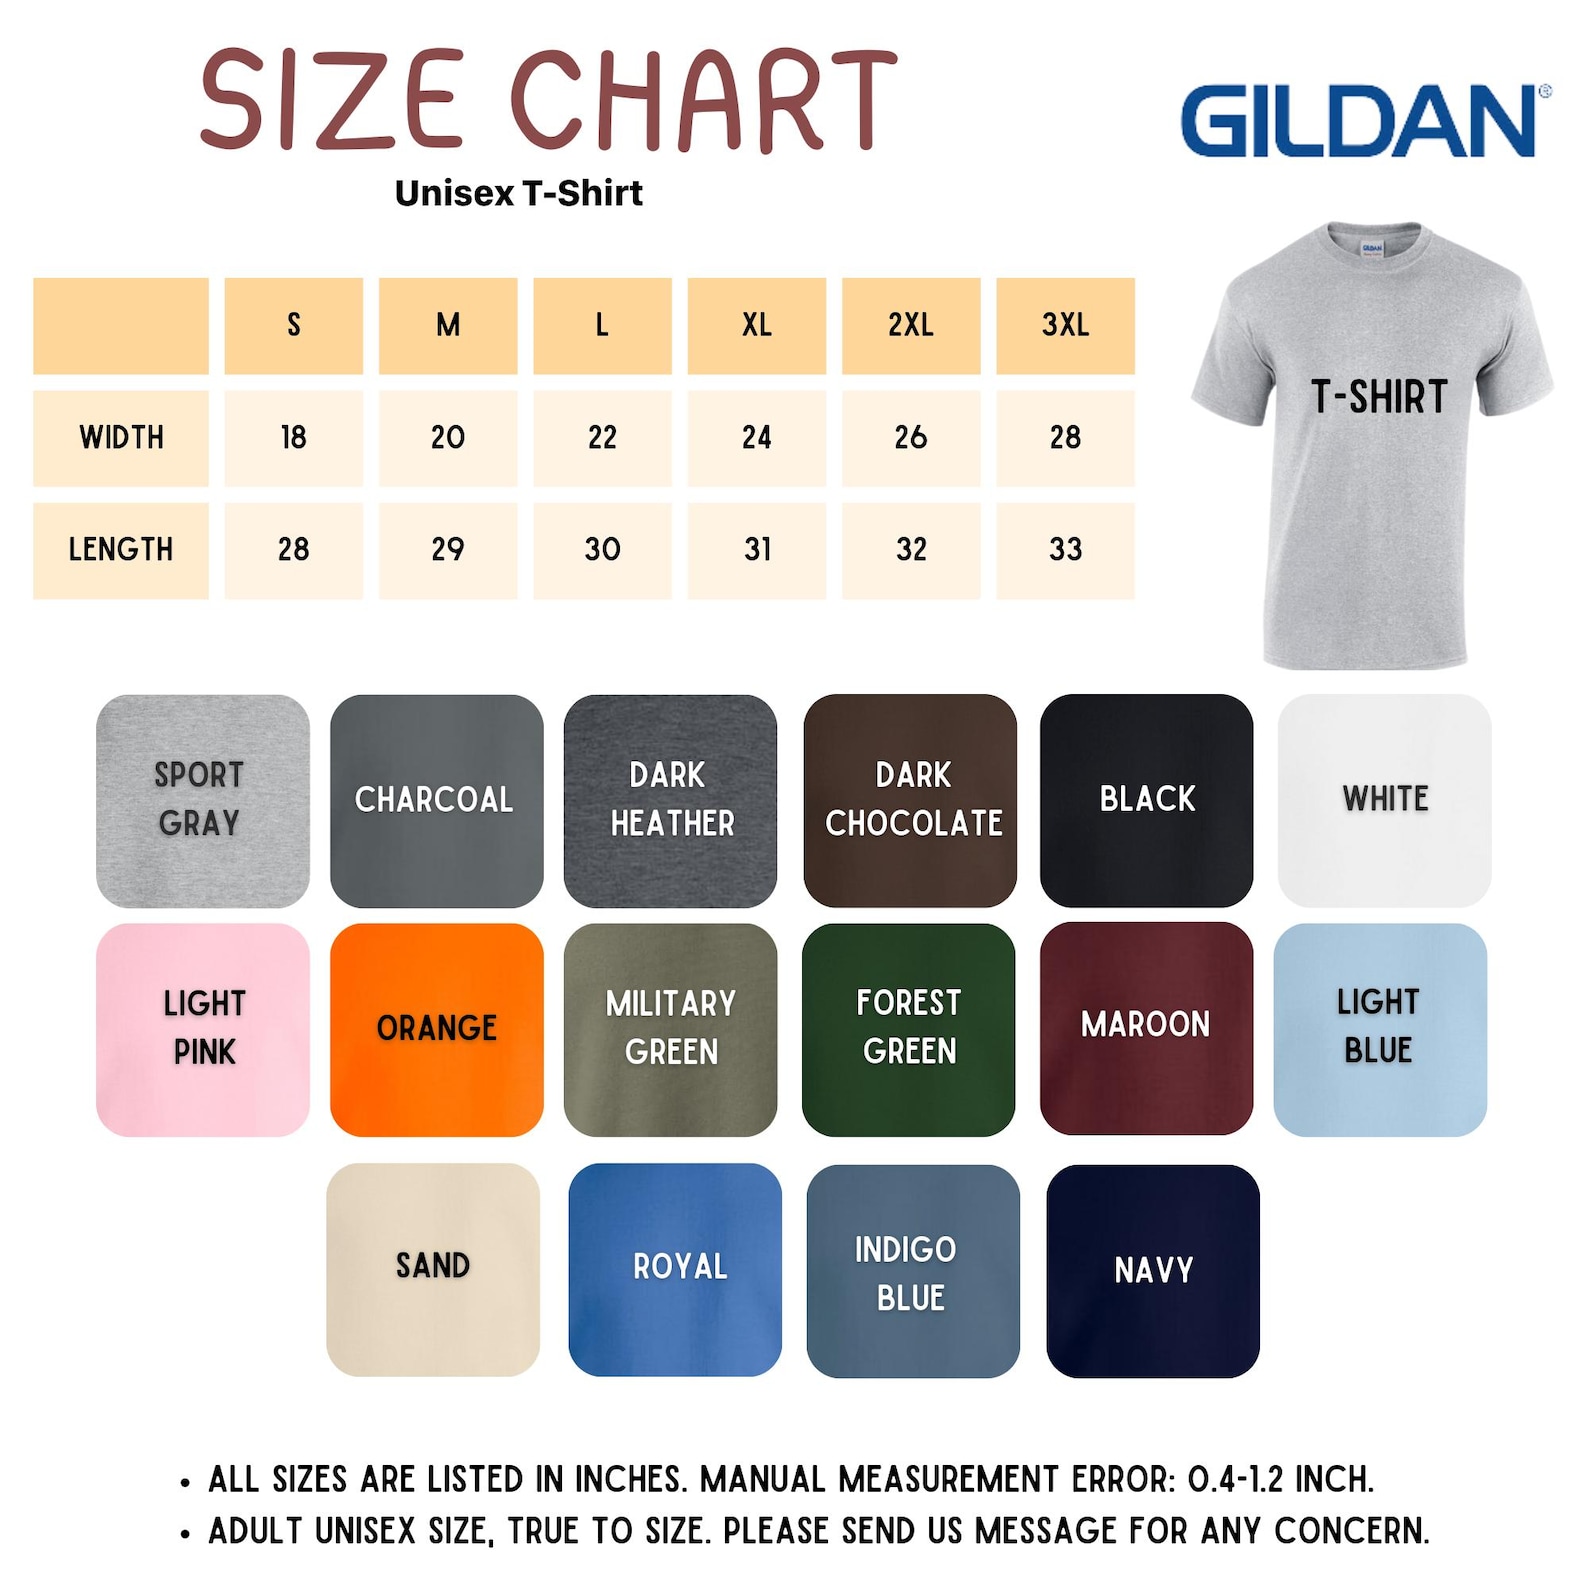 SIZE CHART
Unisex T-Shirt
GILDAN®
GILDAN
T-SHIRT
S M L XL 2XL 3XL
WIDTH 18 20 22 24 26 28
LENGTH 28 29 30 31 32 33
SPORT
GRAY
CHARCOAL
DARK
HEATHER
DARK
CHOCOLATE
BLACK
WHITE
LIGHT
PINK
ORANGE
MILITARY
GREEN
FOREST
GREEN
MAROON
LIGHT
BLUE
SAND
ROYAL
INDIGO
BLUE
NAVY
• ALL SIZES ARE LISTED IN INCHES. MANUAL MEASUREMENT ERROR: 0.4-1.2 INCH.
• ADULT UNISEX SIZE, TRUE TO SIZE. PLEASE SEND US MESSAGE FOR ANY CONCERN.